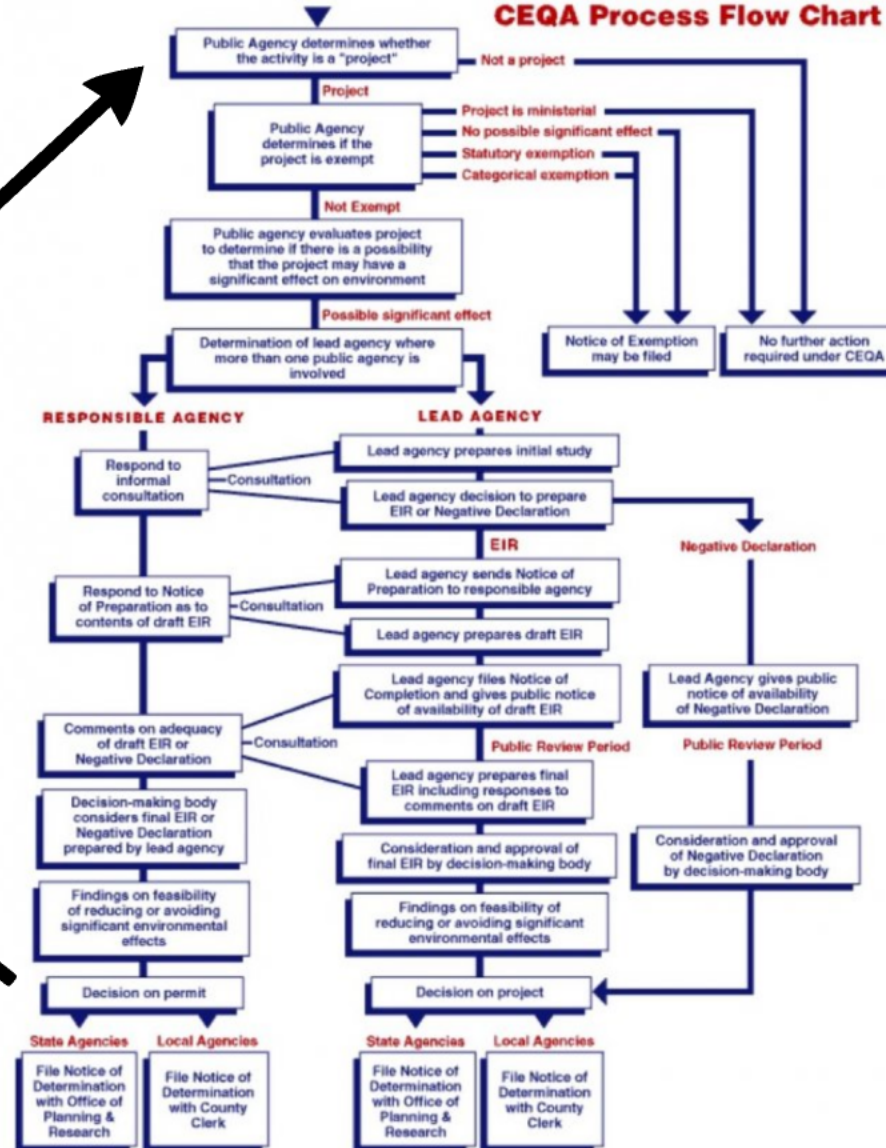 CEQA Process Flow Chart
Public Agency determines whether
the activity is a "project"
Not a project
Project
Public Agency
determines if the
project is exempt
Project is ministerial
No possible significant effect
Statutory exemption
Categorical exemption
Not Exempt
Public agency evaluates project
to determine if there is a possibility
that the project may have a
significant effect on environment
Possible significant effect
Notice of Exemption
may be filed
No further action
required under CEQA
Determination of lead agency where
more than one public agency is
involved
RESPONSIBLE AGENCY
LEAD AGENCY
Respond to
informal
consultation
Consultation
Lead agency prepares initial study
Lead agency decision to prepare
EIR or Negative Declaration
EIR
Negative Declaration
Respond to Notice
of Preparation as to
contents of draft EIR
Consultation
Lead agency sends Notice of
Preparation to responsible agency
Lead agency prepares draft EIR
Lead agency files Notice of
Completion and gives public notice
of availability of draft EIR
Lead Agency gives public
notice of availability
of Negative Declaration
Comments on adequacy
of draft EIR or
Negative Declaration
Consultation
Public Review Period
Public Review Period
Lead agency prepares final
EIR including responses to
comments on draft EIR
Decision-making body
considers final EIR or
Negative Declaration
prepared by lead agency
Consideration and approval of
final EIR by decision-making body
Consideration and approval
of Negative Declaration
by decision-making body
Findings on feasibility
of reducing or avoiding
significant environmental
effects
Findings on feasibility of
reducing or avoiding significant
environmental effects
Decision on permit
Decision on project
State Agencies
Local Agencies
State Agencies
Local Agencies
File Notice of
Determination
with Office of
Planning &
Research
File Notice of
Determination
with County
Clerk
File Notice of
Determination
with Office of
Planning &
Research
File Notice of
Determination
with County
Clerk